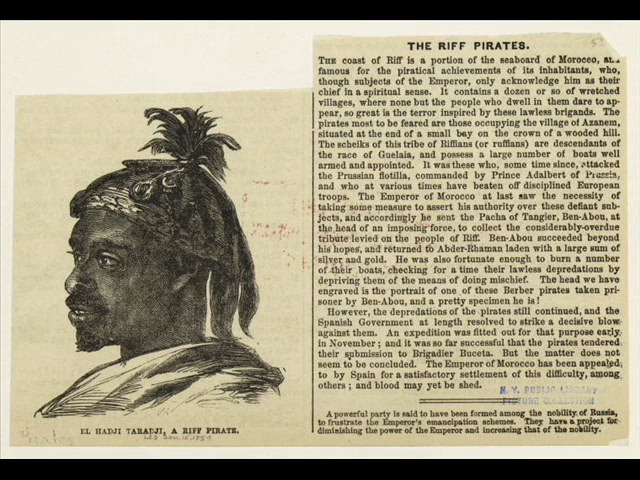 THE RIFF PIRATES.
57
THE coast of Riff is a portion of the seaboard of Morocco, and
famous for the piratical achievements of its inhabitants, who,
though subjects of the Emperor, only acknowledge him as their
chief in a spiritual sense. It contains a dozen or so of wretched
villages, where none but the people who dwell in them dare to ap-
pear, so great is the terror inspired by these lawless brigands. The
pirates most to be feared are those occupying the village of Azanem,
situated at the end of a small bay on the crown of a wooded hill.
The scheiks of this tribe of Riffians (or ruffians) are descendants of
the race of Guelaia, and possess a large number of boats well
armed and appointed. It was these who, some time since, attacked
the Prussian flotilla, commanded by Prince Adalbert of Prussia,
and who at various times have beaten off disciplined European
troops. The Emperor of Morocco at last saw the necessity of
taking some measure to assert his authority over these defiant sub-
jects, and accordingly he sent the Pacha of Tangier, Ben-Abou, at
the head of an imposing force, to collect the considerably-overdue
tribute levied on the people of Riff. Ben-Abou succeeded beyond
his hopes, and returned to Abder-Rhaman laden with a large sum of
silver and gold. He was also fortunate enough to burn a number
of their boats, checking for a time their lawless depredations by
depriving them of the means of doing mischief. The head we have
engraved is the portrait of one of these Berber pirates taken pri-
soner by Ben-Abou, and a pretty specimen he is!
However, the depredations of the pirates still continued, and the
Spanish Government at length resolved to strike a decisive blow
against them. An expedition was fitted out for that purpose early
in November; and it was so far successful that the pirates tendered
their submission to Brigadier Buceta. But the matter does not
seem to be concluded. The Emperor of Morocco has been appealed
to by Spain for a satisfactory settlement of this difficulty, among
others; and blood may yet be shed.
N. Y. PUBLIC LIBRARY
PICTURE COLLECTION
A powerful party is said to have been formed among the nobility of Russia,
to frustrate the Emperor's emancipation schemes. They have a project for
diminishing the power of the Emperor and increasing that of the nobility.
EL HADJI TARADJI, A RIFF PIRATE.
Pirates
1859